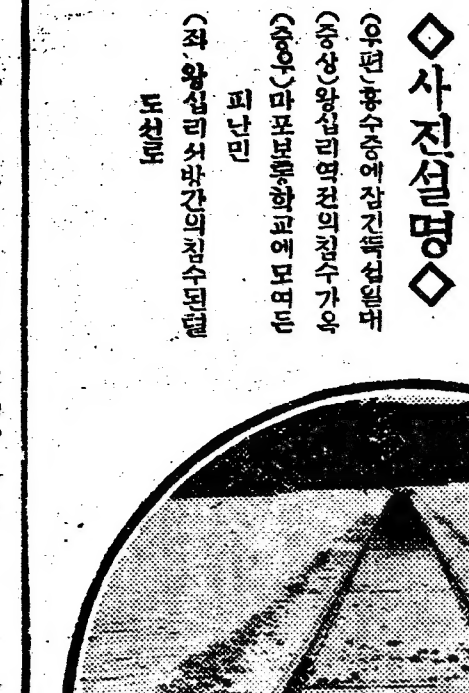 ◇사진설명◇
(우편)홍수중에잠긴뚝섬일대
(중상)왕십리역전의침수가옥
(중우)마포보통학교에모여든
피난민
(좌 왕십리서방간의침수된텰
도선로